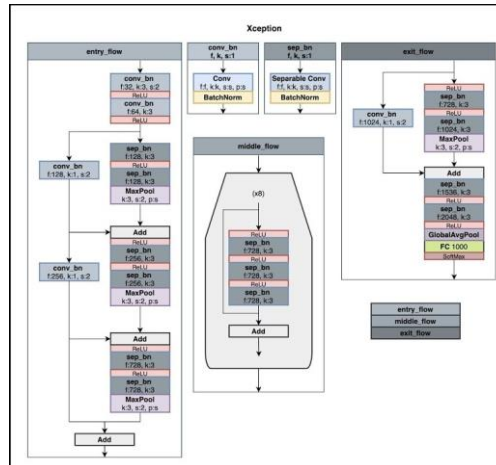 Xception
entry_flow
conv_bn
f:32, k:3, s:2
ReLU
conv_bn
f:64, k:3
ReLU
conv_bn
f:128, k:1, s:2
sep_bn
f:128, k:3
ReLU
sep_bn
f:128, k:3
MaxPool
k:3, s:2, p:s
Add
conv_bn
f:256, k:1, s:2
ReLU
sep_bn
f:256, k:3
ReLU
sep_bn
f:256, k:3
MaxPool
k:3, s:2, p:s
Add
ReLU
sep_bn
f:728, k:3
ReLU
sep_bn
f:728, k:3
MaxPool
k:3, s:2, p:s
Add
conv_bn
f, k, s:1
Conv
f:f, k:k, s:s, p:s
BatchNorm
sep_bn
f, k, s:1
Separable Conv
f:f, k:k, s:s, p:s
BatchNorm
middle_flow
(x8)
ReLU
sep_bn
f:728, k:3
ReLU
sep_bn
f:728, k:3
ReLU
sep_bn
f:728, k:3
Add
exit_flow
conv_bn
f:1024, k:1, s:2
ReLU
sep_bn
f:728, k:3
ReLU
sep_bn
f:1024, k:3
MaxPool
k:3, s:2, p:s
Add
sep_bn
f:1536, k:3
ReLU
sep_bn
f:2048, k:3
ReLU
GlobalAvgPool
FC 1000
SoftMax
entry_flow
middle_flow
exit_flow